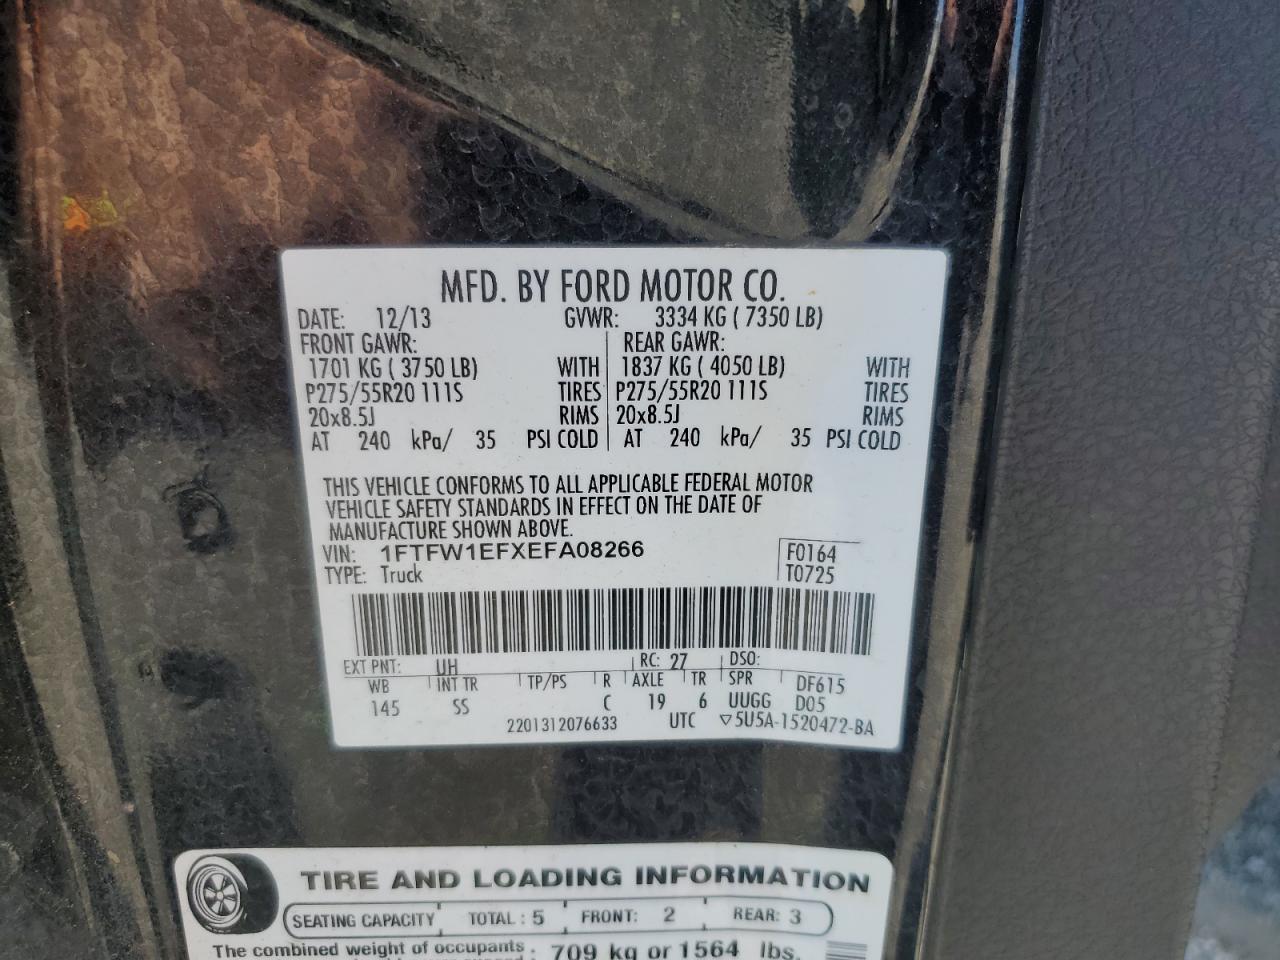 MFD. BY FORD MOTOR CO.
DATE: 12/13 GVWR: 3334 KG ( 7350 LB)
FRONT GAWR: REAR GAWR:
1701 KG ( 3750 LB) WITH 1837 KG ( 4050 LB) WITH
P275/55R20 111S TIRES P275/55R20 111S TIRES
20x8.5J RIMS 20x8.5J RIMS
AT 240 kPa/ 35 PSI COLD AT 240 kPa/ 35 PSI COLD
THIS VEHICLE CONFORMS TO ALL APPLICABLE FEDERAL MOTOR
VEHICLE SAFETY STANDARDS IN EFFECT ON THE DATE OF
MANUFACTURE SHOWN ABOVE.
VIN: 1FTFW1EFXEFA08266 F0164
TYPE: Truck T0725
EXT PNT: UH RC: 27 DSO:
WB INT TR TP/PS R AXLE TR SPR DF615
145 SS C 19 6 UUGG D05
2201312076633 UTC ▽5U5A-1520472-BA
TIRE AND LOADING INFORMATION
SEATING CAPACITY TOTAL : 5 FRONT: 2 REAR: 3
The combined weight of occupants 709 kg or 1564 lbs.